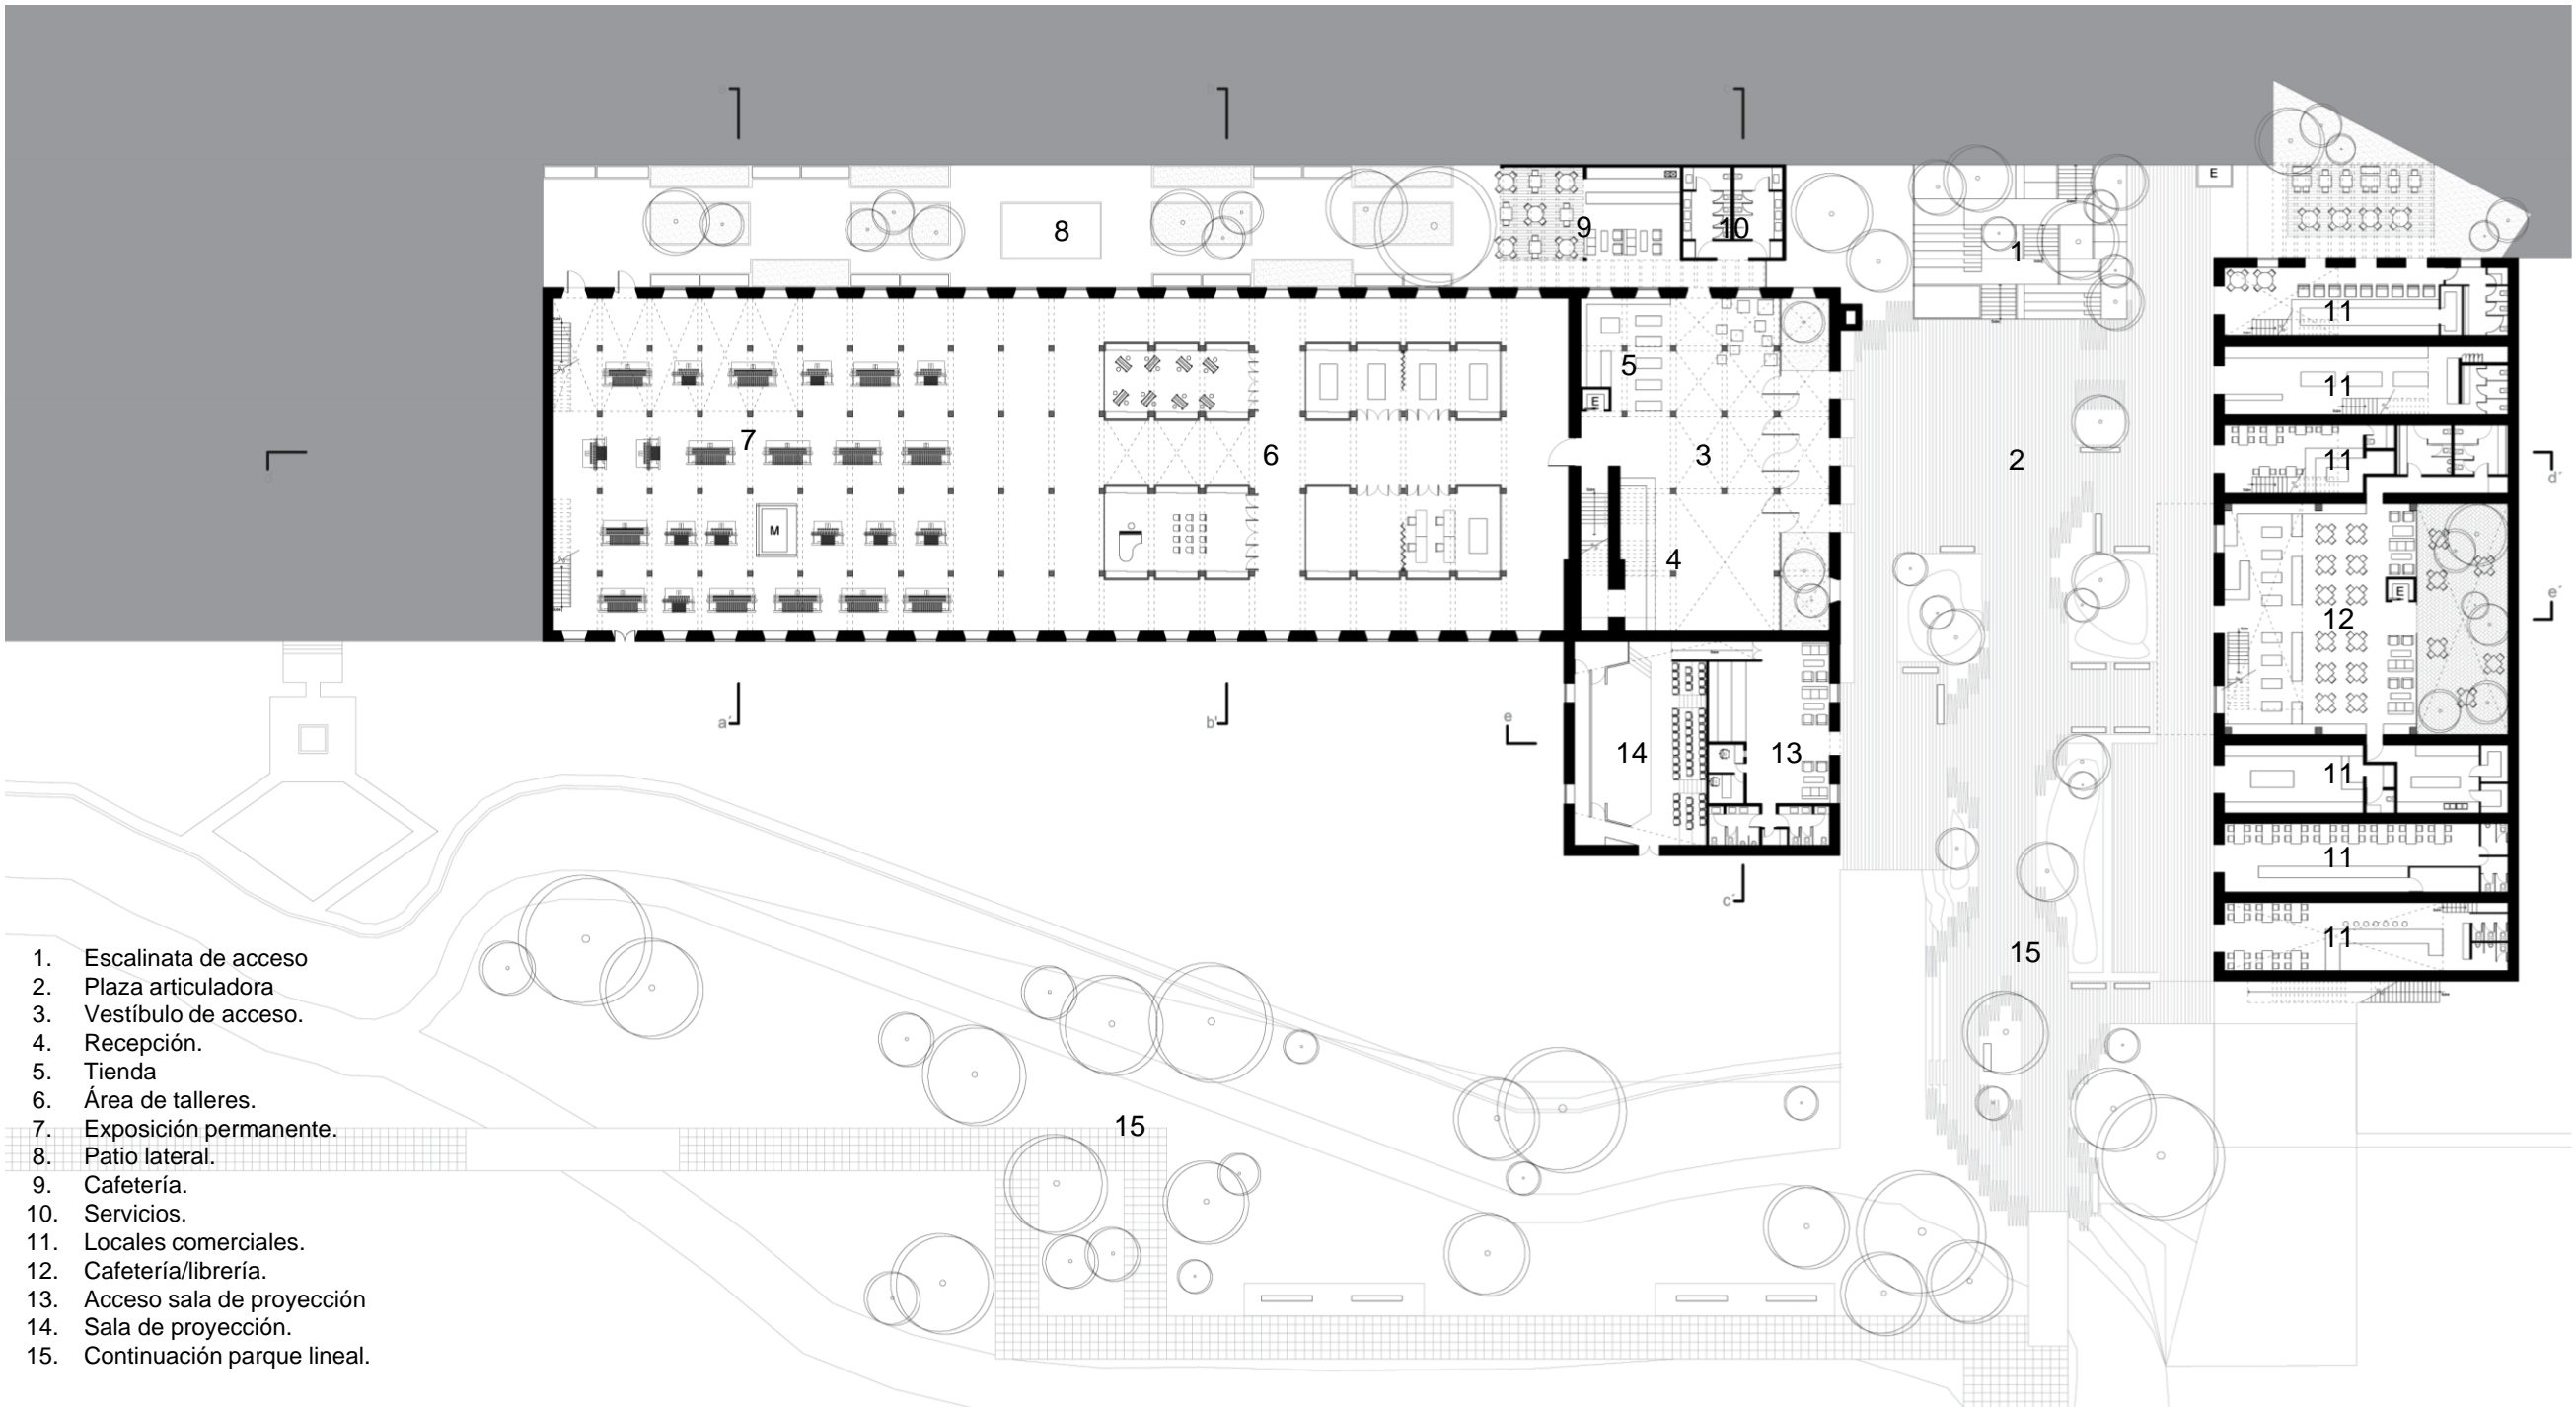 E
8
9
10
1
11
5
E
11
7
6
3
2
11
d'
4
M
e'
E
12
a'
b'
e
14
13
11
11
c'
11
15
15
1. Escalinata de acceso
2. Plaza articuladora
3. Vestíbulo de acceso.
4. Recepción.
5. Tienda
6. Área de talleres.
7. Exposición permanente.
8. Patio lateral.
9. Cafetería.
10. Servicios.
11. Locales comerciales.
12. Cafetería/librería.
13. Acceso sala de proyección
14. Sala de proyección.
15. Continuación parque lineal.